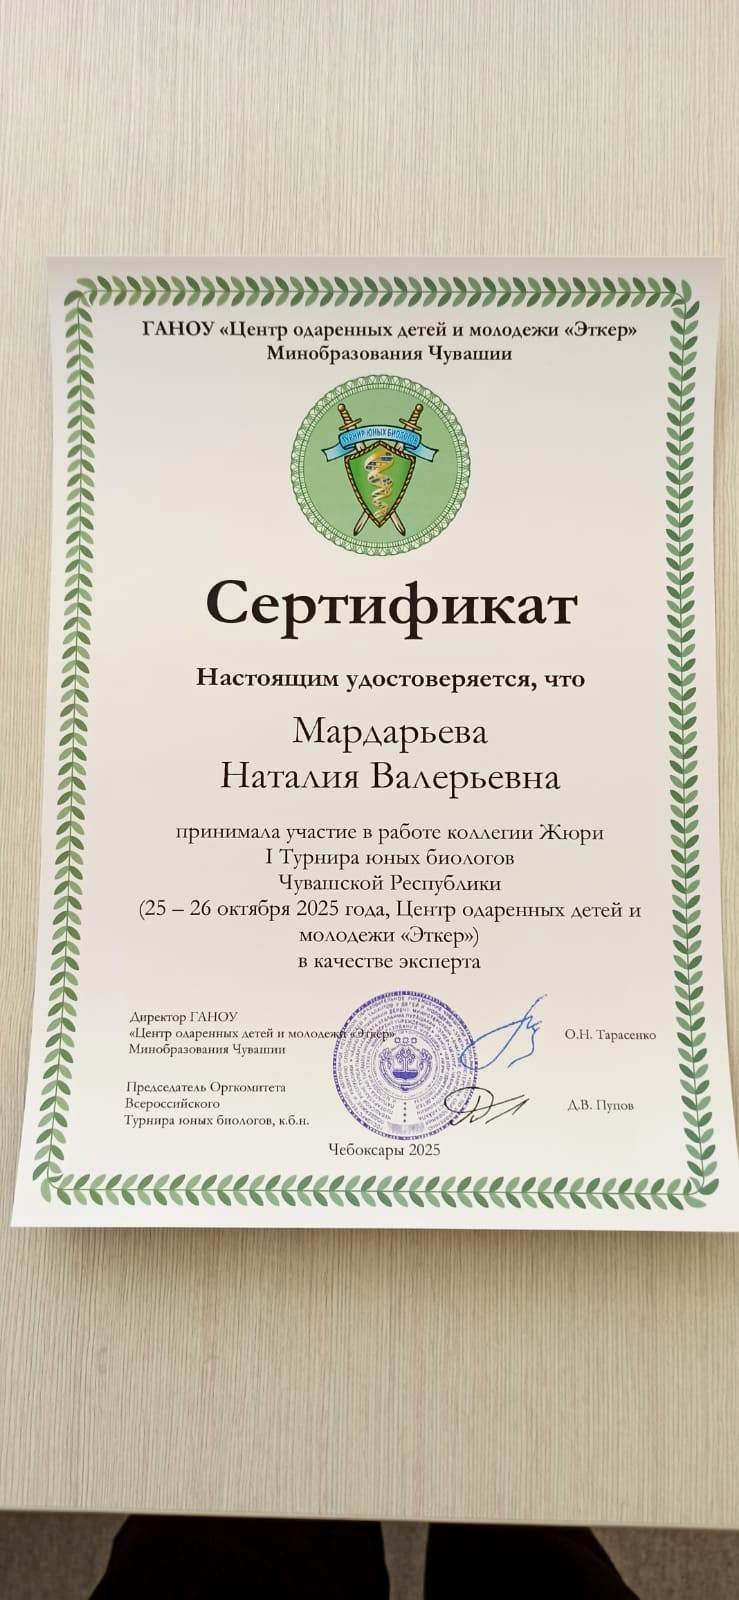 ГАНОУ «Центр одаренных детей и молодежи «Эткер»
Минобразования Чувашии
ТУРНИР ЮНЫХ БИОЛОГОВ
Сертификат
Настоящим удостоверяется, что
Мардарьева
Наталия Валерьевна
принимала участие в работе коллегии Жюри
I Турнира юных биологов
Чувашской Республики
(25 – 26 октября 2025 года, Центр одаренных детей и
молодежи «Эткер»)
в качестве эксперта
Директор ГАНОУ
«Центр одаренных детей и молодежи «Эткер»
Минобразования Чувашии
О.Н. Тарасенко
Председатель Оргкомитета
Всероссийского
Турнира юных биологов, к.б.н.
Д.В. Пупов
Чебоксары 2025